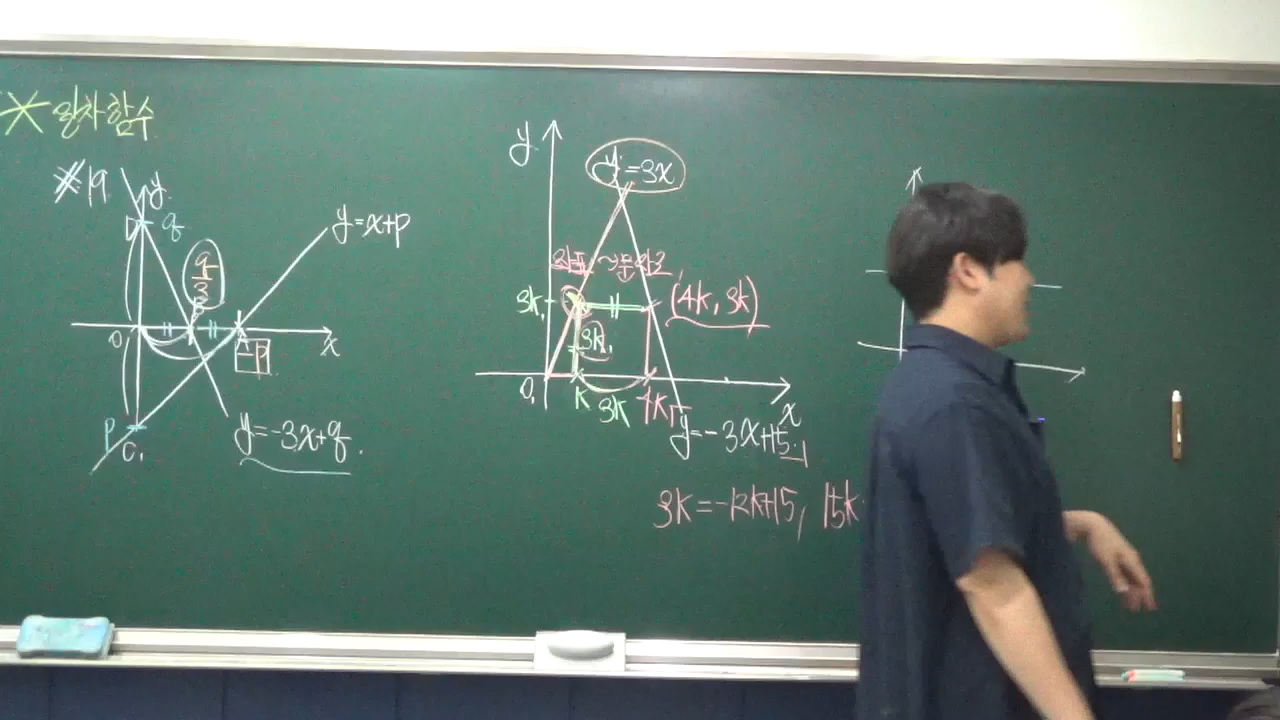 일차함수
19.
y
q
q/3
y=x+p
O
-p
x
p
C
y=-3x+q
y
y=3x
3k
(4k, 3k)
3k
O
k
3k
4k
x
y=-3x+15
3k=-12k+15, 15k